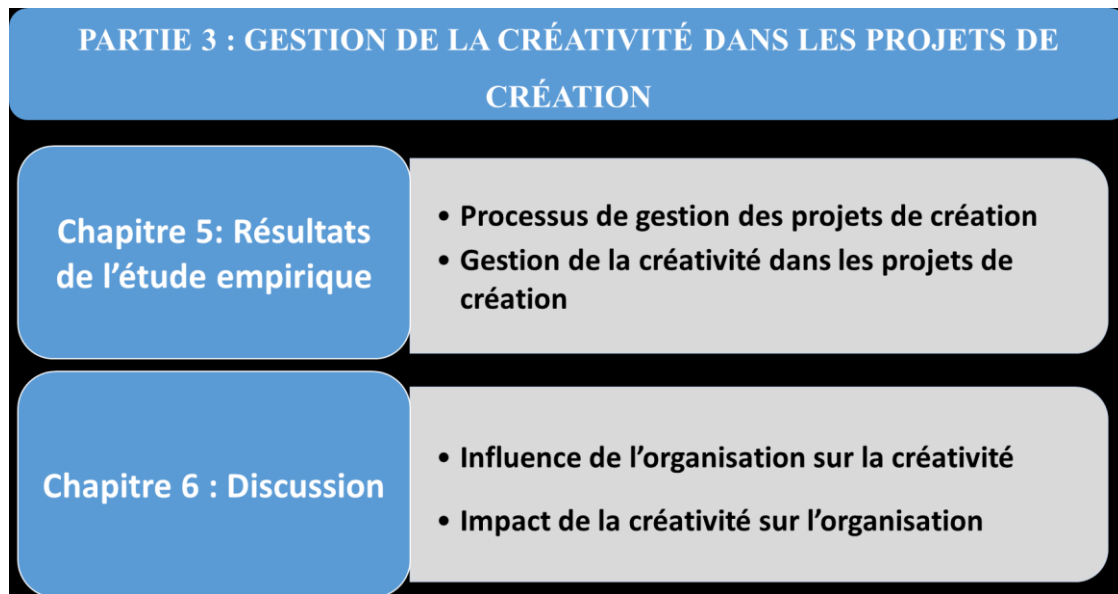 PARTIE 3 : GESTION DE LA CRÉATIVITÉ DANS LES PROJETS DE
CRÉATION
Chapitre 5: Résultats
de l’étude empirique
• Processus de gestion des projets de création
• Gestion de la créativité dans les projets de
création
Chapitre 6 : Discussion
• Influence de l’organisation sur la créativité
• Impact de la créativité sur l’organisation